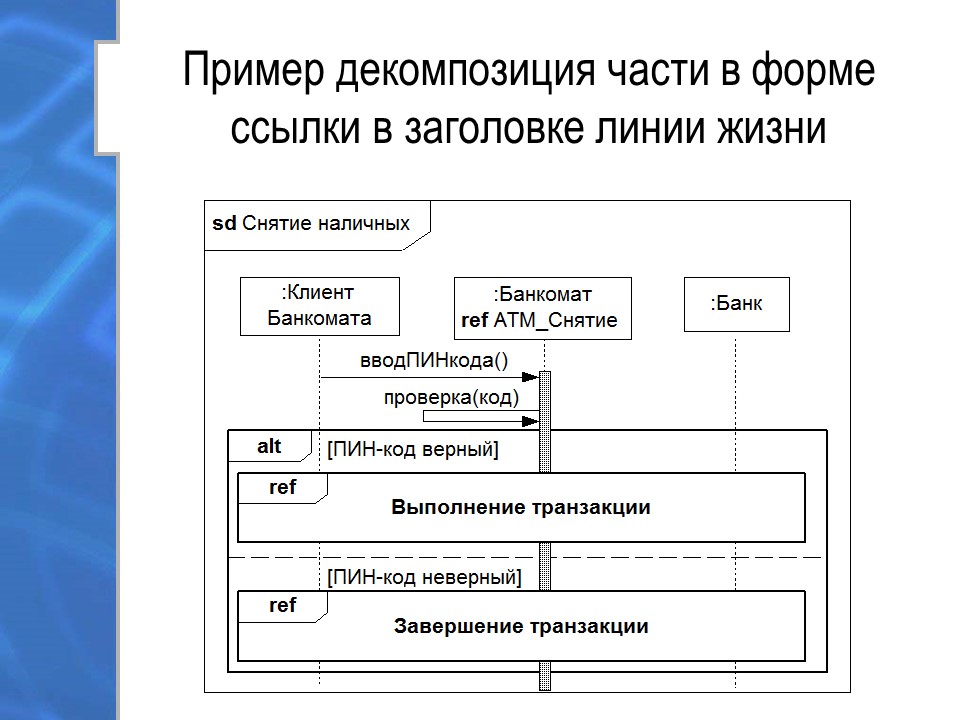 Пример декомпозиция части в форме
ссылки в заголовке линии жизни
sd Снятие наличных
:Клиент
Банкомата
:Банкомат
ref ATM_Снятие
:Банк
вводПИНкода()
проверка(код)
alt
[ПИН-код верный]
ref
Выполнение транзакции
[ПИН-код неверный]
ref
Завершение транзакции